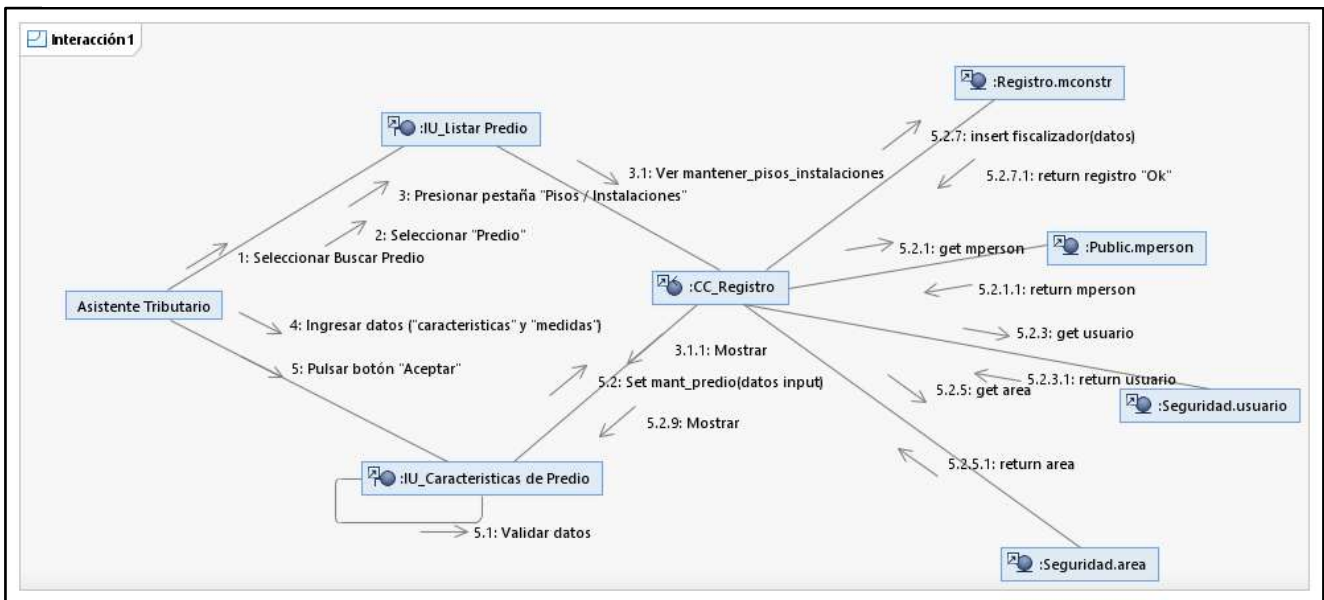 Interacción1
:Registro.mconstr
:IU_Listar Predio
5.2.7: insert fiscalizador(datos)
3.1: Ver mantener_pisos_instalaciones
5.2.7.1: return registro "Ok"
3: Presionar pestaña "Pisos / Instalaciones"
2: Seleccionar "Predio"
1: Seleccionar Buscar Predio
5.2.1: get mperson
:Public.mperson
:CC_Registro
5.2.1.1: return mperson
Asistente Tributario
4: Ingresar datos ("caracteristicas" y "medidas")
5.2.3: get usuario
3.1.1: Mostrar
5: Pulsar botón "Aceptar"
5.2: Set mant_predio(datos input)
5.2.3.1: return usuario
5.2.5: get area
:Seguridad.usuario
5.2.9: Mostrar
5.2.5.1: return area
:IU_Caracteristicas de Predio
5.1: Validar datos
:Seguridad.area